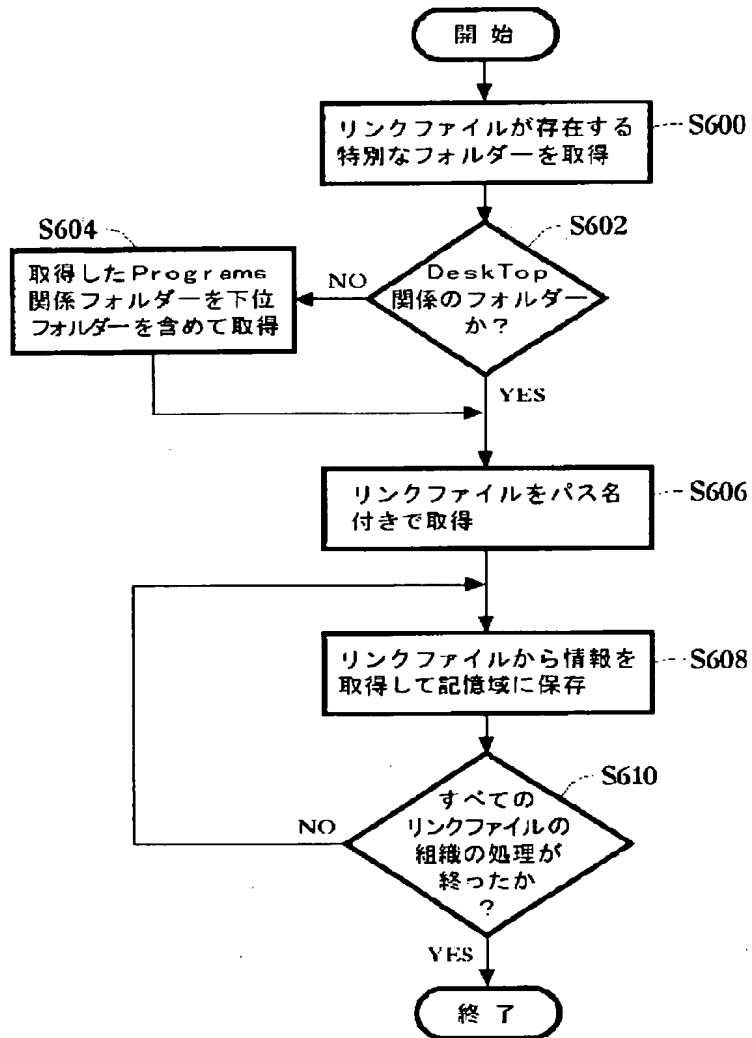 開始
リンクファイルが存在する
特別なフォルダーを取得
S600
S602
DeskTop
関係のフォルダー
か?
NO
S604
取得したPrograms
関係フォルダーを下位
フォルダーを含めて取得
YES
リンクファイルをパス名
付きで取得
S606
リンクファイルから情報を
取得して記憶域に保存
S608
S610
すべての
リンクファイルの
組織の処理が
終ったか
?
NO
YES
終了